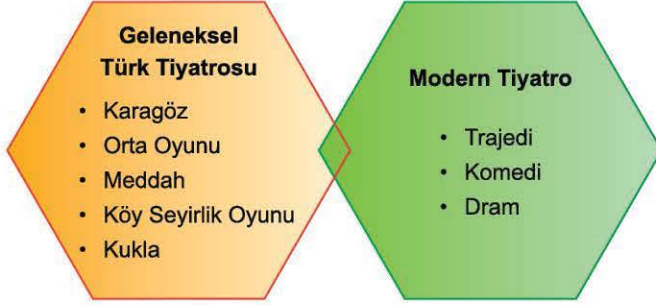 Geleneksel
Türk Tiyatrosu
• Karagöz
• Orta Oyunu
• Meddah
• Köy Seyirlik Oyunu
• Kukla
Modern Tiyatro
• Trajedi
• Komedi
• Dram